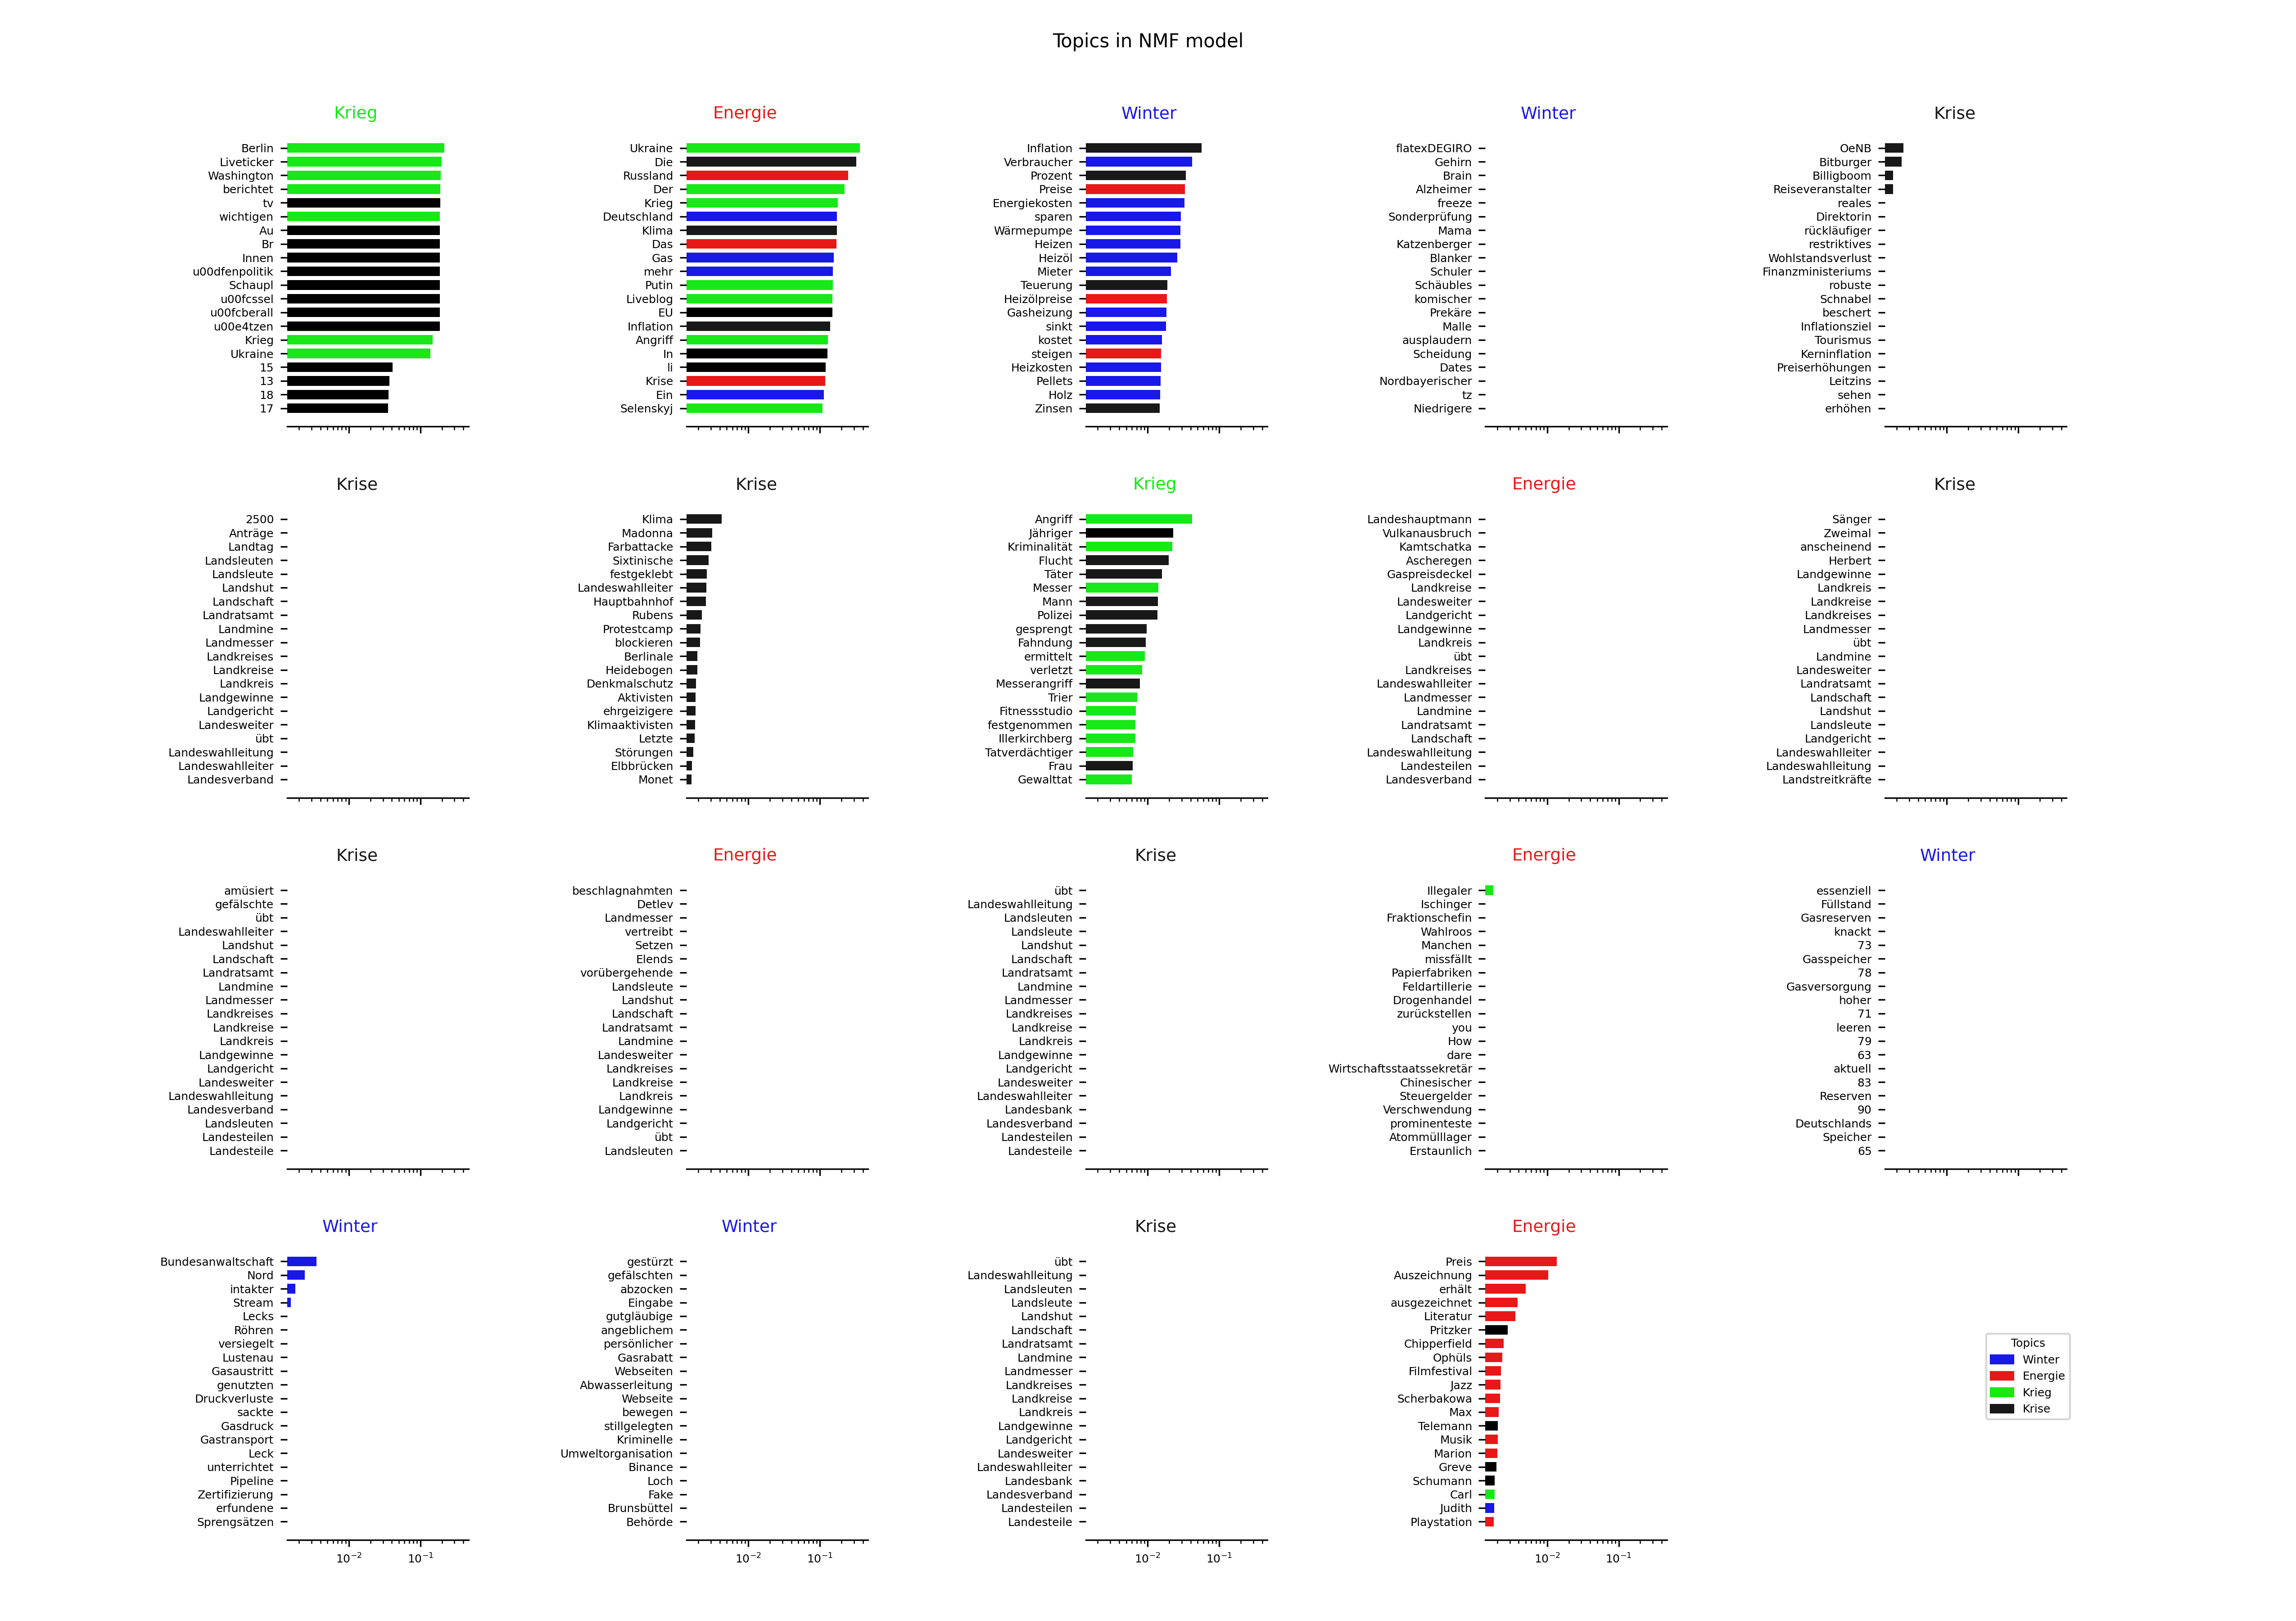 Topics in NMF model
Krieg
Berlin
Liveticker
Washington
berichtet
tv
wichtigen
Au
Br
Innen
u00dfenpolitik
Schaupl
u00fcssel
u00fcberall
u00e4tzen
Krieg
Ukraine
15
13
18
17
Energie
Ukraine
Die
Russland
Der
Krieg
Deutschland
Klima
Das
Gas
mehr
Putin
Liveblog
EU
Inflation
Angriff
In
li
Krise
Ein
Selenskyj
Winter
Inflation
Verbraucher
Prozent
Preise
Energiekosten
sparen
Wärmepumpe
Heizen
Heizöl
Mieter
Teuerung
Heizölpreise
Gasheizung
sinkt
kostet
steigen
Heizkosten
Pellets
Holz
Zinsen
Winter
flatexDEGIRO
Gehirn
Brain
Alzheimer
freeze
Sonderprüfung
Mama
Katzenberger
Blanker
Schuler
Schäubles
komischer
Prekäre
Malle
ausplaudern
Scheidung
Dates
Nordbayerischer
tz
Niedrigere
Krise
OeNB
Bitburger
Billigboom
Reiseveranstalter
reales
Direktorin
rückläufiger
restriktives
Wohlstandsverlust
Finanzministeriums
robuste
Schnabel
beschert
Inflationsziel
Tourismus
Kerninflation
Preiserhöhungen
Leitzins
sehen
erhöhen
Krise
2500
Anträge
Landtag
Landsleuten
Landsleute
Landshut
Landschaft
Landratsamt
Landmine
Landmesser
Landkreises
Landkreise
Landkreis
Landgewinne
Landgericht
Landesweiter
übt
Landeswahlleitung
Landeswahlleiter
Landesverband
Krise
Klima
Madonna
Farbattacke
Sixtinische
festgeklebt
Landeswahlleiter
Hauptbahnhof
Rubens
Protestcamp
blockieren
Berlinale
Heidebogen
Denkmalschutz
Aktivisten
ehrgeizigere
Klimaaktivisten
Letzte
Störungen
Elbbrücken
Monet
Krieg
Angriff
Jähriger
Kriminalität
Flucht
Täter
Messer
Mann
Polizei
gesprengt
Fahndung
ermittelt
verletzt
Messerangriff
Trier
Fitnessstudio
festgenommen
Illerkirchberg
Tatverdächtiger
Frau
Gewalttat
Energie
Landeshauptmann
Vulkanausbruch
Kamtschatka
Ascheregen
Gaspreisdeckel
Landkreise
Landesweiter
Landgericht
Landgewinne
Landkreis
übt
Landkreises
Landeswahlleiter
Landmesser
Landmine
Landratsamt
Landschaft
Landeswahlleitung
Landesteilen
Landesverband
Krise
Sänger
Zweimal
anscheinend
Herbert
Landgewinne
Landkreis
Landkreise
Landkreises
Landmesser
übt
Landmine
Landesweiter
Landratsamt
Landschaft
Landshut
Landsleute
Landgericht
Landeswahlleiter
Landeswahlleitung
Landstreitkräfte
Krise
amüsiert
gefälschte
übt
Landeswahlleiter
Landshut
Landschaft
Landratsamt
Landmine
Landmesser
Landkreises
Landkreise
Landkreis
Landgewinne
Landgericht
Landesweiter
Landeswahlleitung
Landesverband
Landsleuten
Landesteilen
Landesteile
Energie
beschlagnahmten
Detlev
Landmesser
vertreibt
Setzen
Elends
vorübergehende
Landsleute
Landshut
Landschaft
Landratsamt
Landmine
Landesweiter
Landkreises
Landkreise
Landkreis
Landgewinne
Landgericht
übt
Landsleuten
Krise
übt
Landeswahlleitung
Landsleuten
Landsleute
Landshut
Landschaft
Landratsamt
Landmine
Landmesser
Landkreises
Landkreise
Landkreis
Landgewinne
Landgericht
Landesweiter
Landeswahlleiter
Landesbank
Landesverband
Landesteilen
Landesteile
Energie
Illegaler
Ischinger
Fraktionschefin
Wahlroos
Manchen
missfällt
Papierfabriken
Feldartillerie
Drogenhandel
zurückstellen
you
How
dare
Wirtschaftsstaatssekretär
Chinesischer
Steuergelder
Verschwendung
prominenteste
Atommülllager
Erstaunlich
Winter
essenziell
Füllstand
Gasreserven
knackt
73
Gasspeicher
78
Gasversorgung
hoher
71
leeren
79
63
aktuell
83
Reserven
90
Deutschlands
Speicher
65
Winter
Bundesanwaltschaft
Nord
intakter
Stream
Lecks
Röhren
versiegelt
Lustenau
Gasaustritt
genutzten
Druckverluste
sackte
Gasdruck
Gastransport
Leck
unterrichtet
Pipeline
Zertifizierung
erfundene
Sprengsätzen
10⁻² 10⁻¹
Winter
gestürzt
gefälschten
abzocken
Eingabe
gutgläubige
angeblichem
persönlicher
Gasrabatt
Webseiten
Abwasserleitung
Webseite
bewegen
stillgelegten
Kriminelle
Umweltorganisation
Binance
Loch
Fake
Brunsbüttel
Behörde
10⁻² 10⁻¹
Krise
übt
Landeswahlleitung
Landsleuten
Landsleute
Landshut
Landschaft
Landratsamt
Landmine
Landmesser
Landkreises
Landkreise
Landkreis
Landgewinne
Landgericht
Landesweiter
Landeswahlleiter
Landesbank
Landesverband
Landesteilen
Landesteile
10⁻² 10⁻¹
Energie
Preis
Auszeichnung
erhält
ausgezeichnet
Literatur
Pritzker
Chipperfield
Ophüls
Filmfestival
Jazz
Scherbakowa
Max
Telemann
Musik
Marion
Greve
Schumann
Carl
Judith
Playstation
10⁻² 10⁻¹
Topics
Winter
Energie
Krieg
Krise